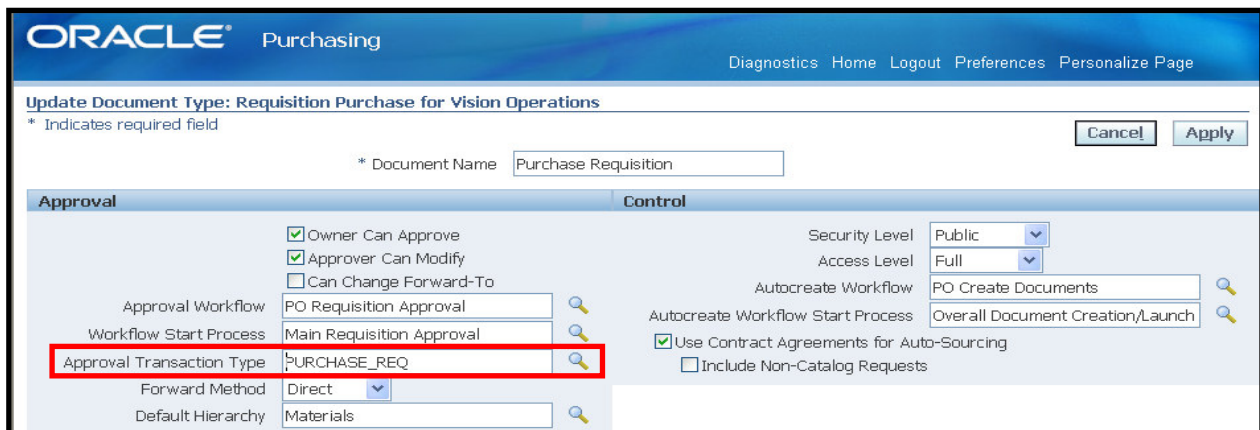 ORACLE® Purchasing
Diagnostics Home Logout Preferences Personalize Page
Update Document Type: Requisition Purchase for Vision Operations
* Indicates required field
Cancel Apply
* Document Name Purchase Requisition
Approval
Owner Can Approve
Approver Can Modify
Can Change Forward-To
Approval Workflow PO Requisition Approval
Workflow Start Process Main Requisition Approval
Approval Transaction Type PURCHASE_REQ
Forward Method Direct
Default Hierarchy Materials
Control
Security Level Public
Access Level Full
Autocreate Workflow PO Create Documents
Autocreate Workflow Start Process Overall Document Creation/Launch
Use Contract Agreements for Auto-Sourcing
Include Non-Catalog Requests